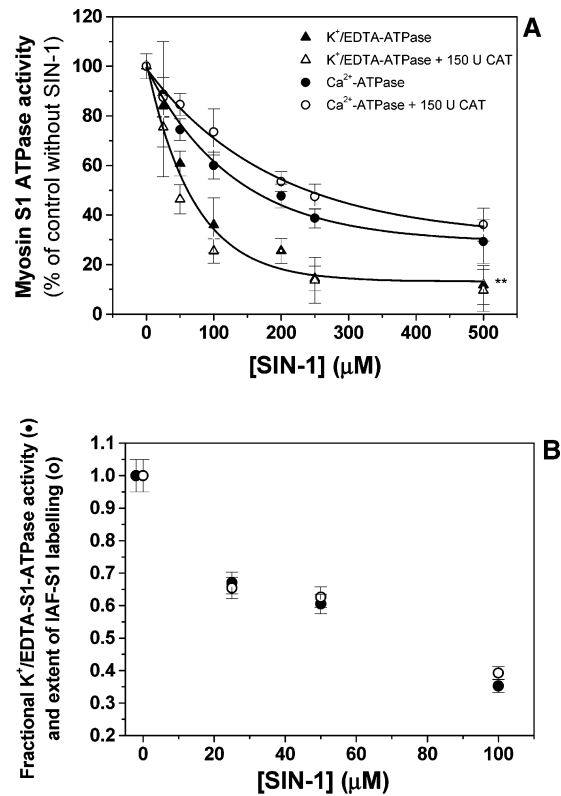 A
Myosin S1 ATPase activity
(% of control without SIN-1)
120
100
80
60
40
20
0
K⁺/EDTA-ATPase
K⁺/EDTA-ATPase + 150 U CAT
Ca²⁺-ATPase
Ca²⁺-ATPase + 150 U CAT
**
0 100 200 300 400 500
[SIN-1] (μM)
B
Fractional K⁺/EDTA-S1-ATPase activity (●)
and extent of IAF-S1 labelling (o)
1.1
1.0
0.9
0.8
0.7
0.6
0.5
0.4
0.3
0.2
0 20 40 60 80 100
[SIN-1] (μM)